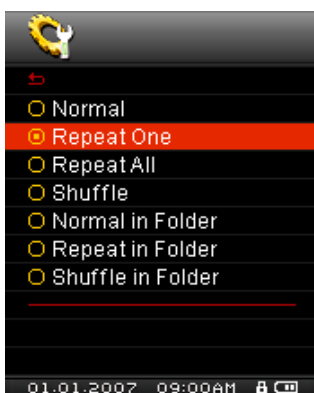 Normal
Repeat One
Repeat All
Shuffle
Normal in Folder
Repeat in Folder
Shuffle in Folder
01.01.2007 09:00AM